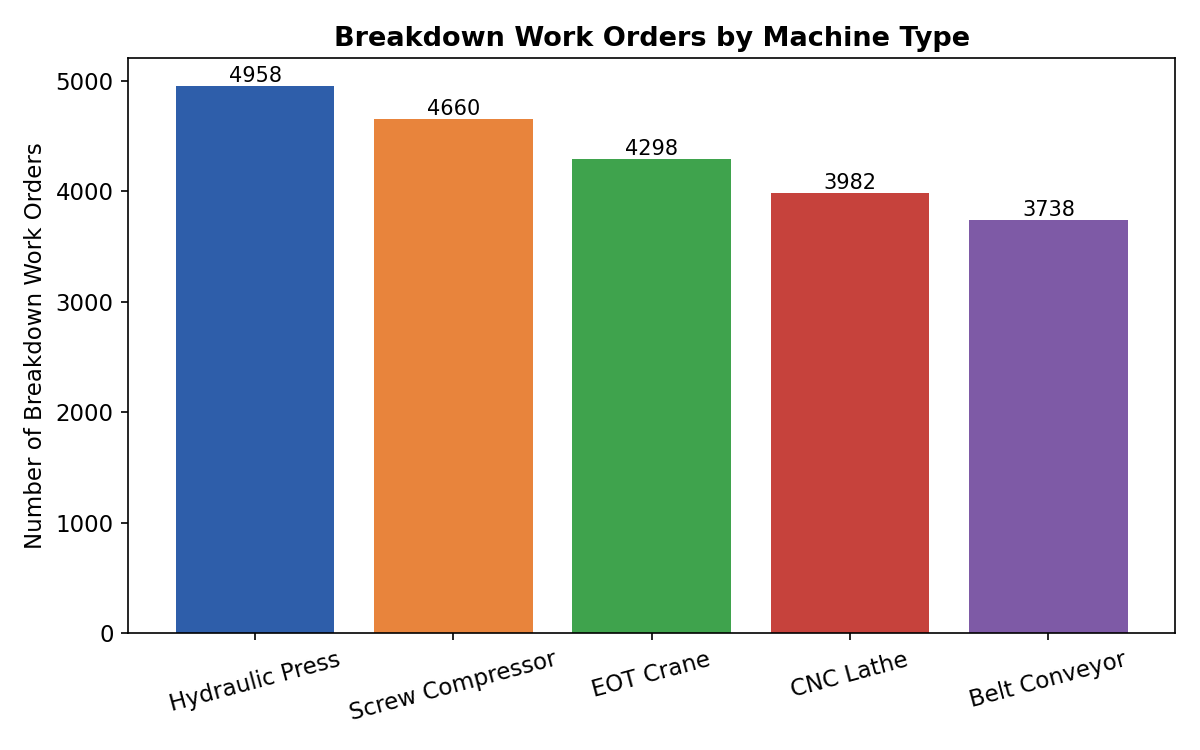 Breakdown Work Orders by Machine Type
Number of Breakdown Work Orders
5000
4000
3000
2000
1000
0
4958
4660
4298
3982
3738
Hydraulic Press
Screw Compressor
EOT Crane
CNC Lathe
Belt Conveyor